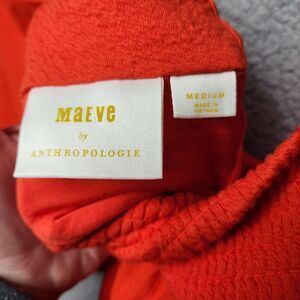 MaEVe
by
ANTHROPOLOGIE
MEDIUM
MADE IN
VIETNAM